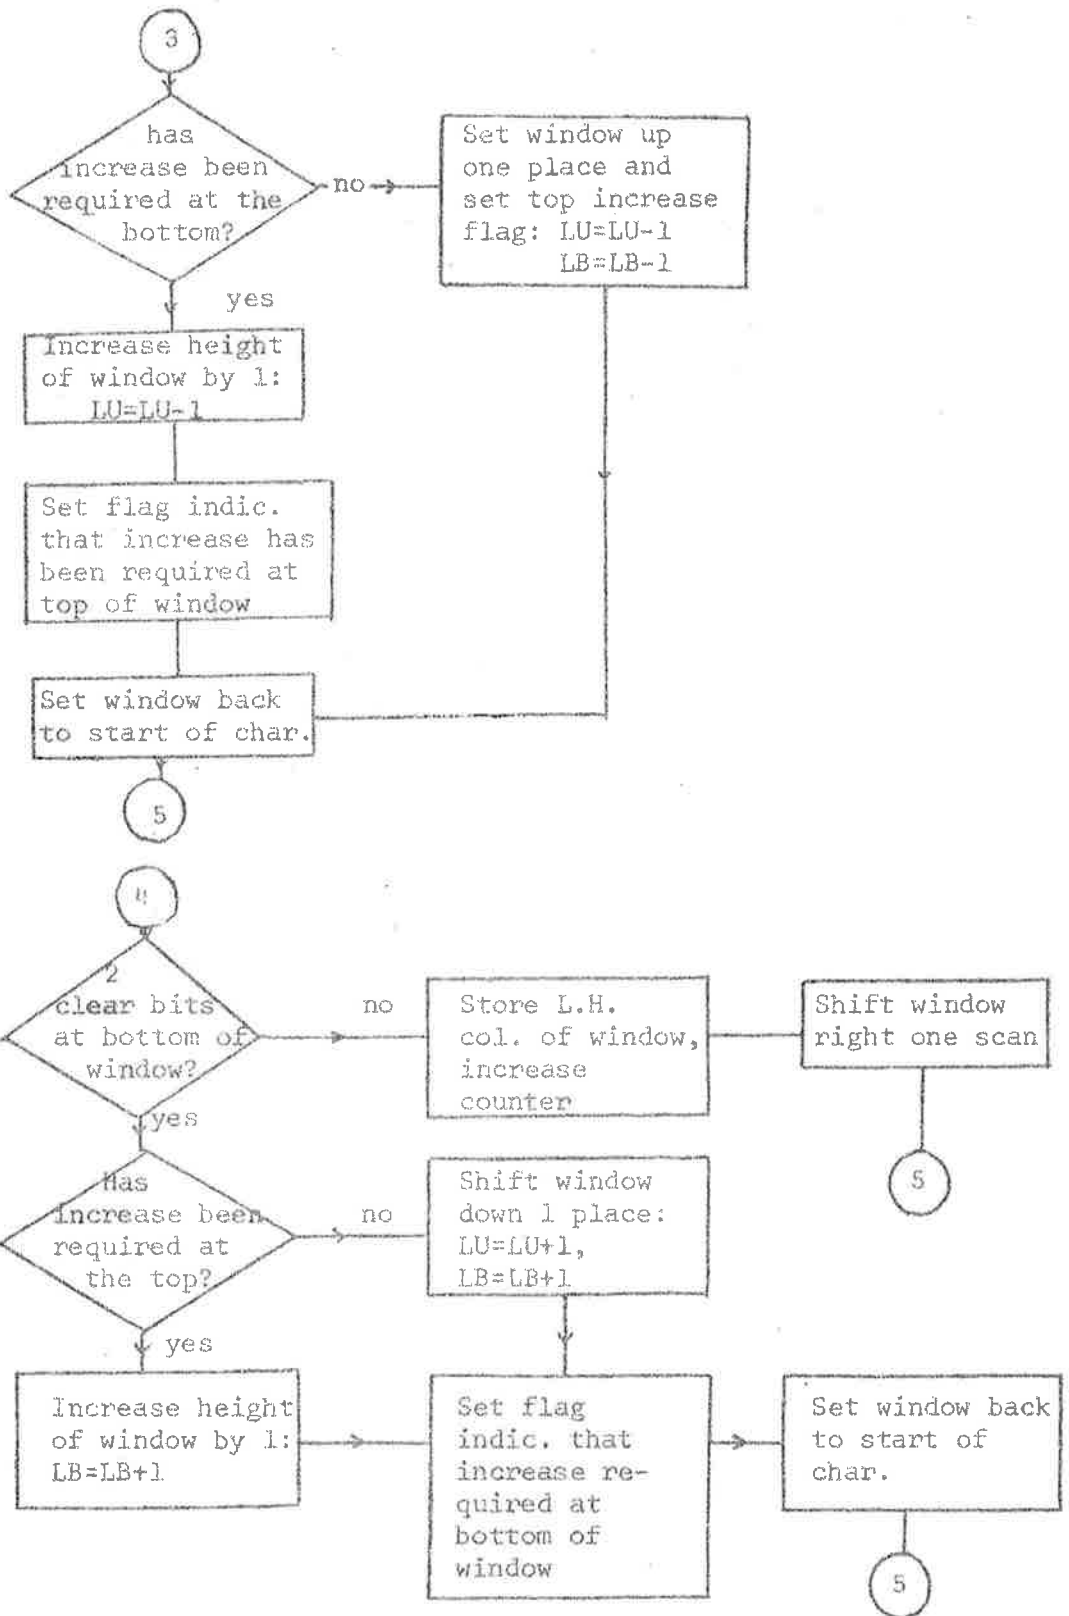 3
has
increase been
required at the
bottom?
no
Set window up
one place and
set top increase
flag: LU=LU-1
LB=LB-1
yes
Increase height
of window by 1:
LU=LU-1
Set flag indic.
that increase has
been required at
top of window
Set window back
to start of char.
5
4
2
clear bits
at bottom of
window?
no
Store L.H.
col. of window,
increase
counter
Shift window
right one scan
5
yes
Has
increase been
required at
the top?
no
Shift window
down 1 place:
LU=LU+1,
LB=LB+1
yes
Increase height
of window by 1:
LB=LB+1
Set flag
indic. that
increase re-
quired at
bottom of
window
Set window back
to start of
char.
5